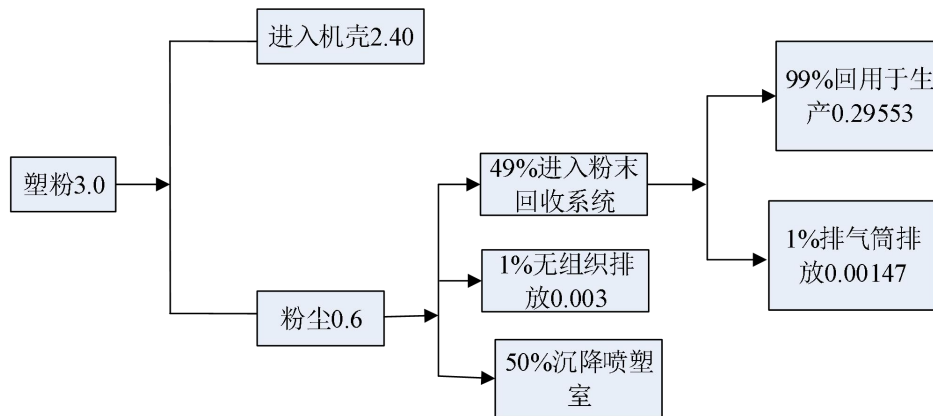 进入机壳2.40
99%回用于生
产0.29553
塑粉3.0
49%进入粉末
回收系统
1%排气筒排
放0.00147
1%无组织排
放0.003
粉尘0.6
50%沉降喷塑
室